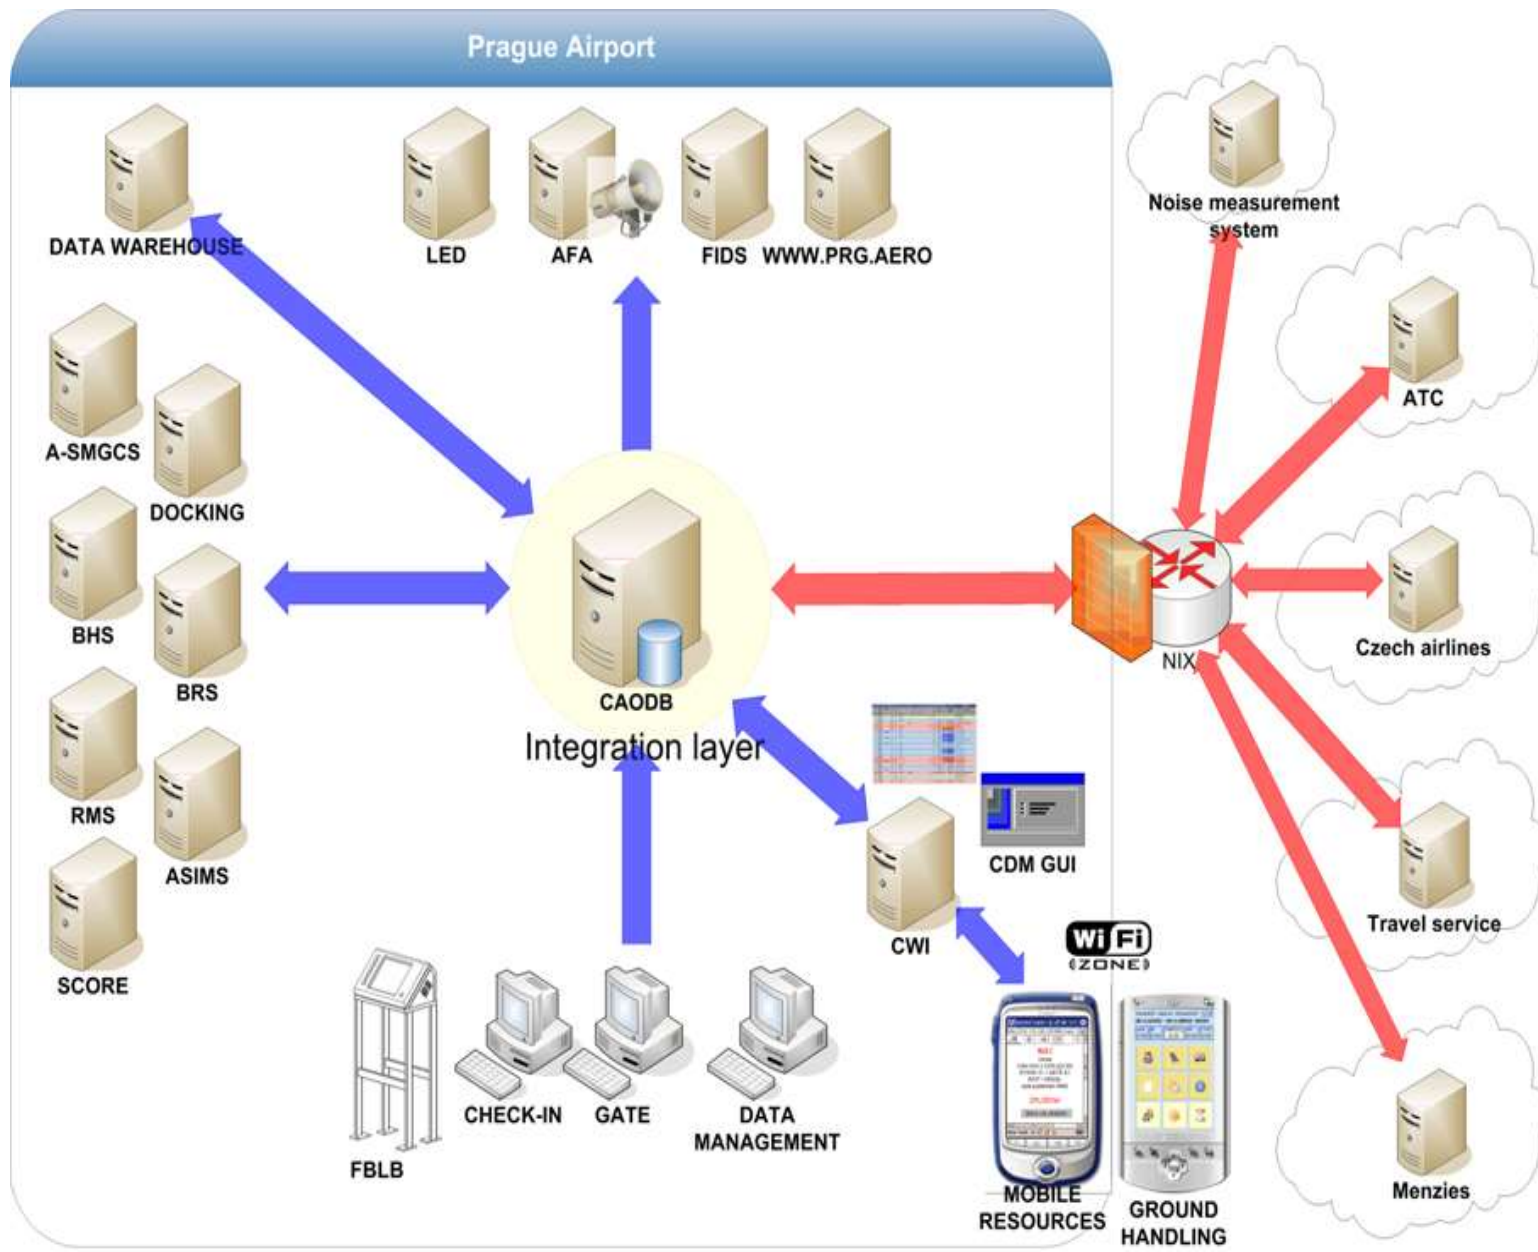 Prague Airport
DATA WAREHOUSE
LED
AFA
FIDS
WWW.PRG.AERO
Noise measurement
system
A-SMGCS
DOCKING
ATC
BHS
BRS
CAODB
Integration layer
NIX
Czech airlines
RMS
ASIMS
CDM GUI
SCORE
CWI
Travel service
Wi Fi
ZONE
FBLB
CHECK-IN
GATE
DATA
MANAGEMENT
MOBILE
RESOURCES
GROUND
HANDLING
Menzies